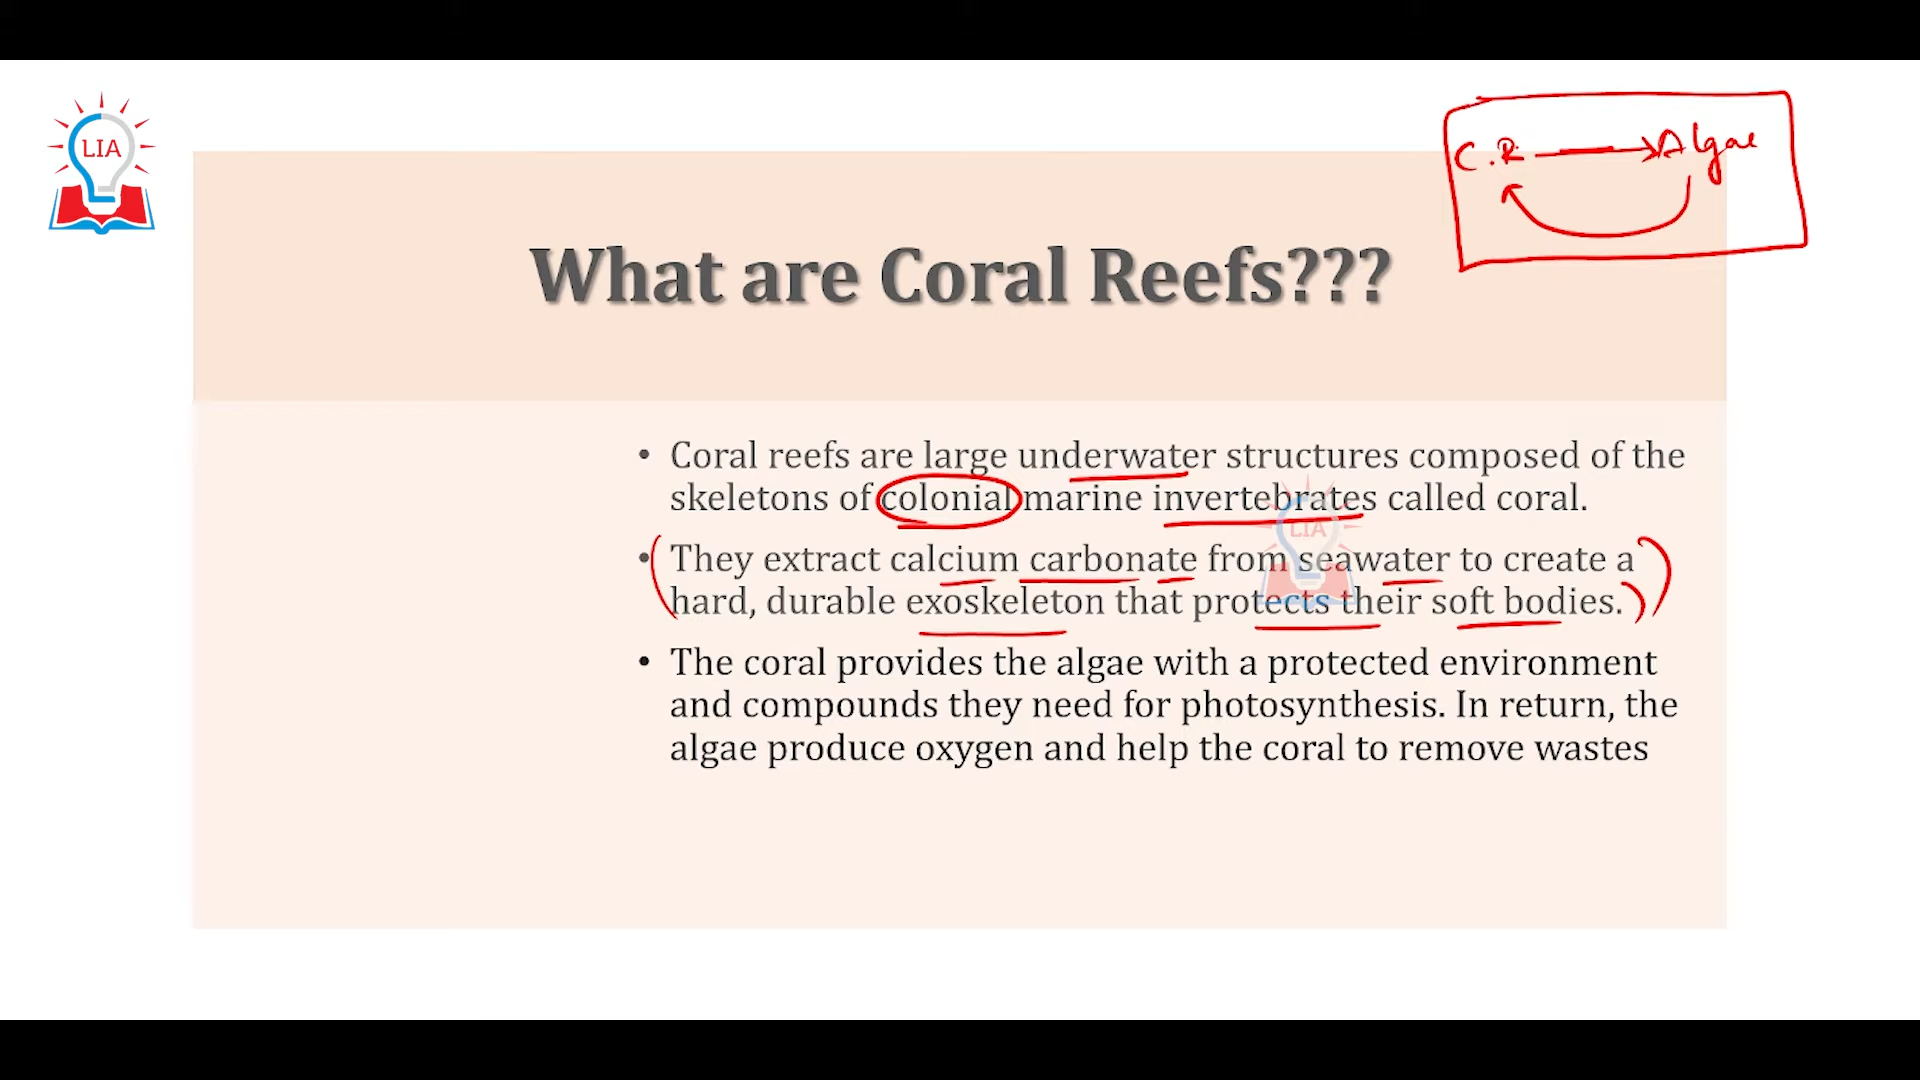 LIA
C.R → Algae
What are Coral Reefs???
• Coral reefs are large underwater structures composed of the
skeletons of colonial marine invertebrates called coral.
LIA
• They extract calcium carbonate from seawater to create a
hard, durable exoskeleton that protects their soft bodies.
• The coral provides the algae with a protected environment
and compounds they need for photosynthesis. In return, the
algae produce oxygen and help the coral to remove wastes